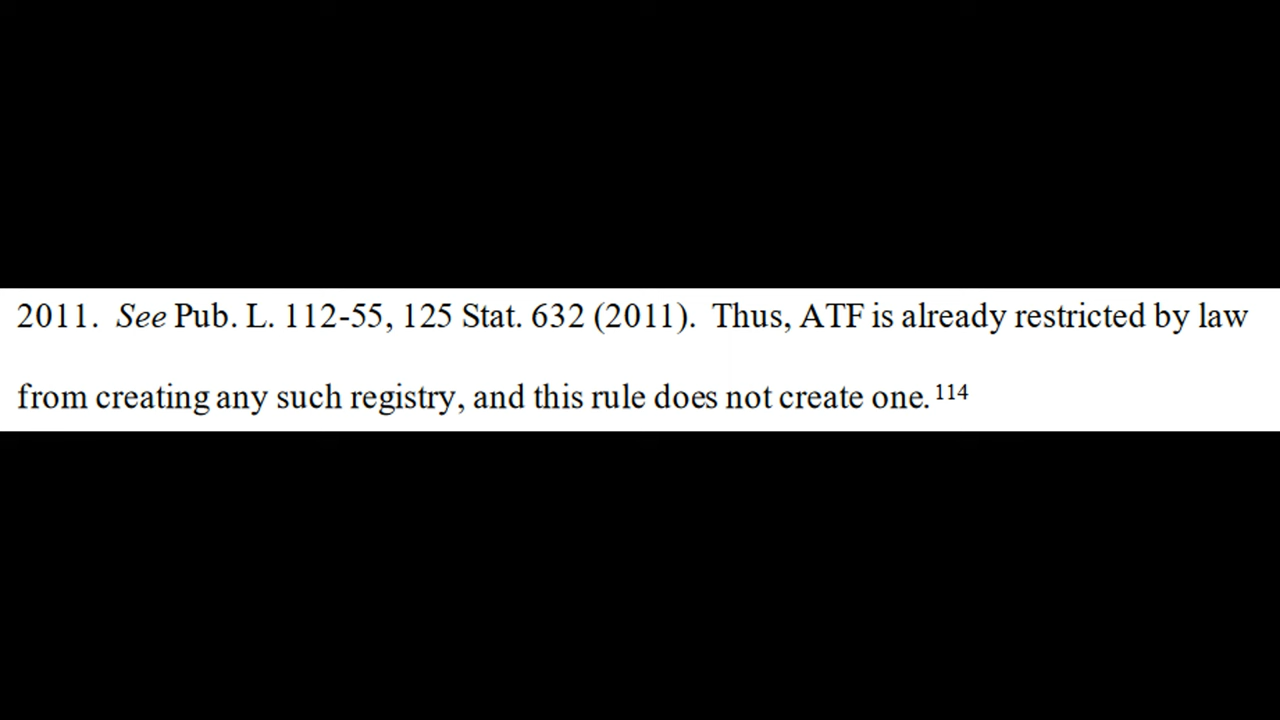 2011. See Pub. L. 112-55, 125 Stat. 632 (2011). Thus, ATF is already restricted by law
from creating any such registry, and this rule does not create one.114